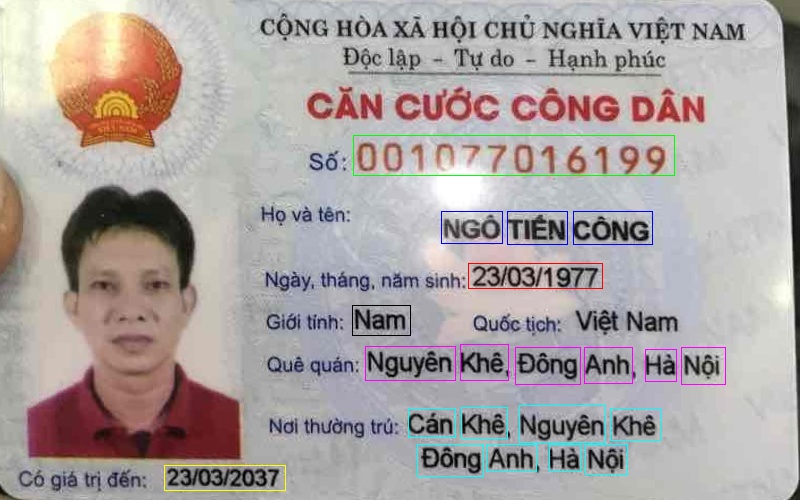 CỘNG HÒA XÃ HỘI CHỦ NGHĨA VIỆT NAM
Độc lập - Tự do - Hạnh phúc
CĂN CƯỚC CÔNG DÂN
Số: 001077016199
Họ và tên: NGÔ TIẾN CÔNG
Ngày, tháng, năm sinh: 23/03/1977
Giới tính: Nam Quốc tịch: Việt Nam
Quê quán: Nguyên Khê, Đông Anh, Hà Nội
Nơi thường trú: Cán Khê, Nguyên Khê
Đông Anh, Hà Nội
Có giá trị đến: 23/03/2037
VIỆT NAM